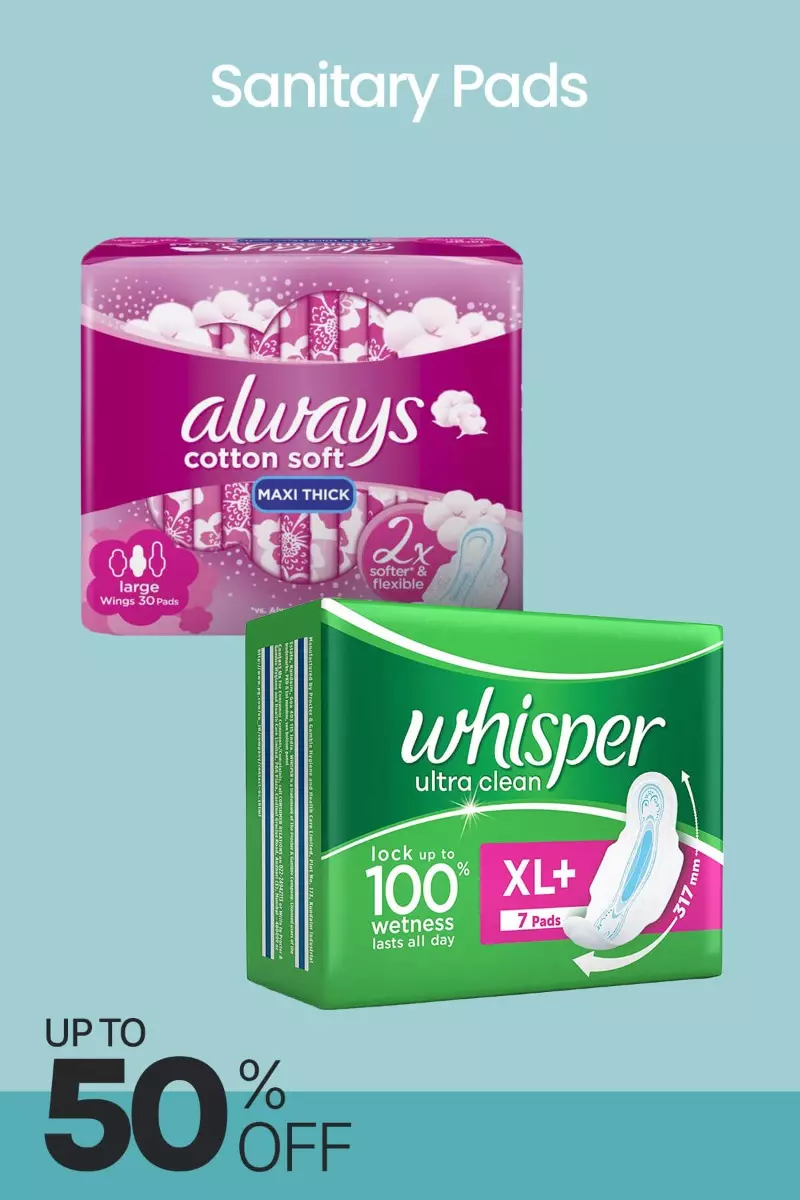 Sanitary Pads
always
cotton soft
MAXI THICK
2x
softer* &
flexible
large
Wings 30 Pads
whisper
ultra clean
lock up to
100%
wetness
lasts all day
XL+
7 Pads
317 mm
UP TO
50%
OFF